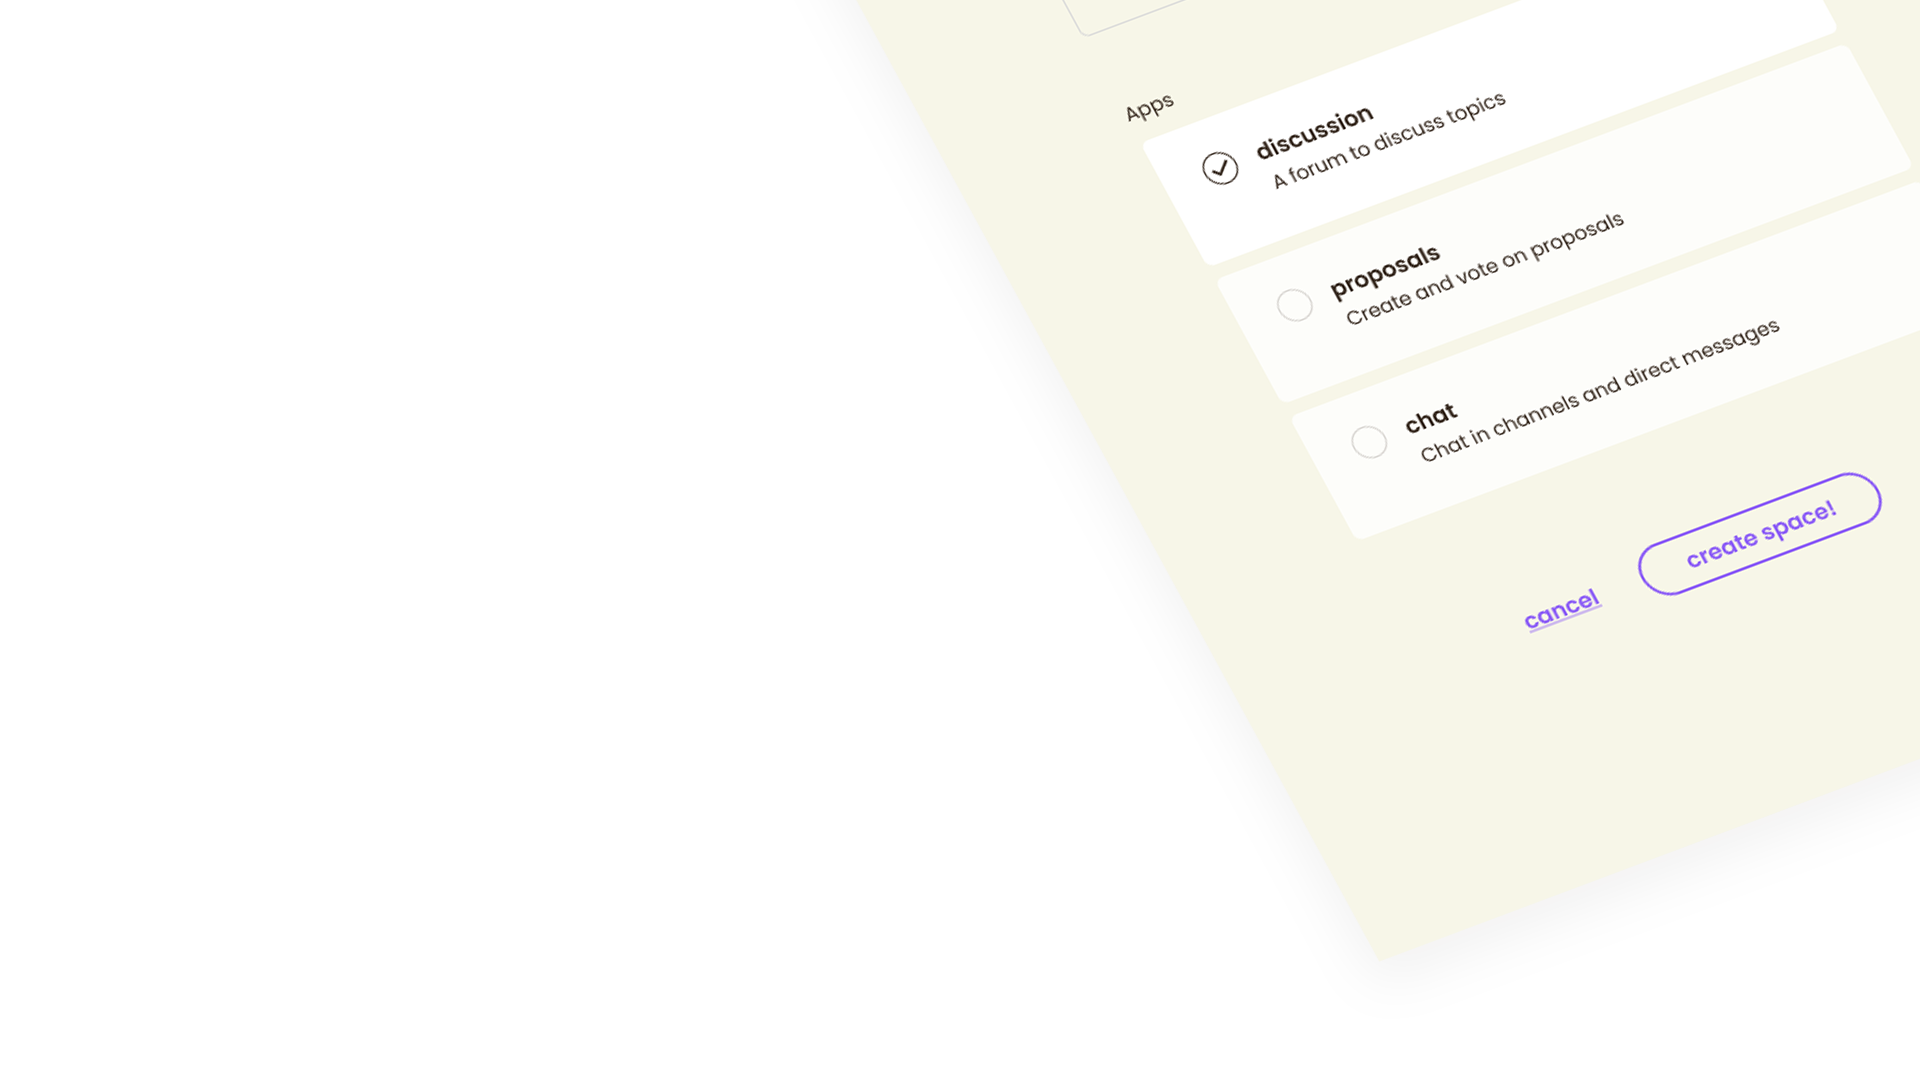 Apps
discussion
A forum to discuss topics
proposals
Create and vote on proposals
chat
Chat in channels and direct messages
cancel
create space!